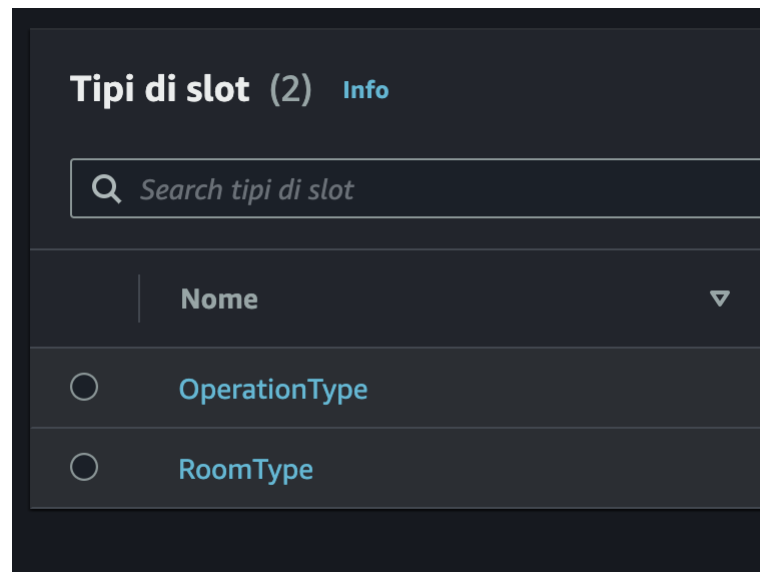 Tipi di slot (2) Info
Search tipi di slot
Nome
OperationType
RoomType